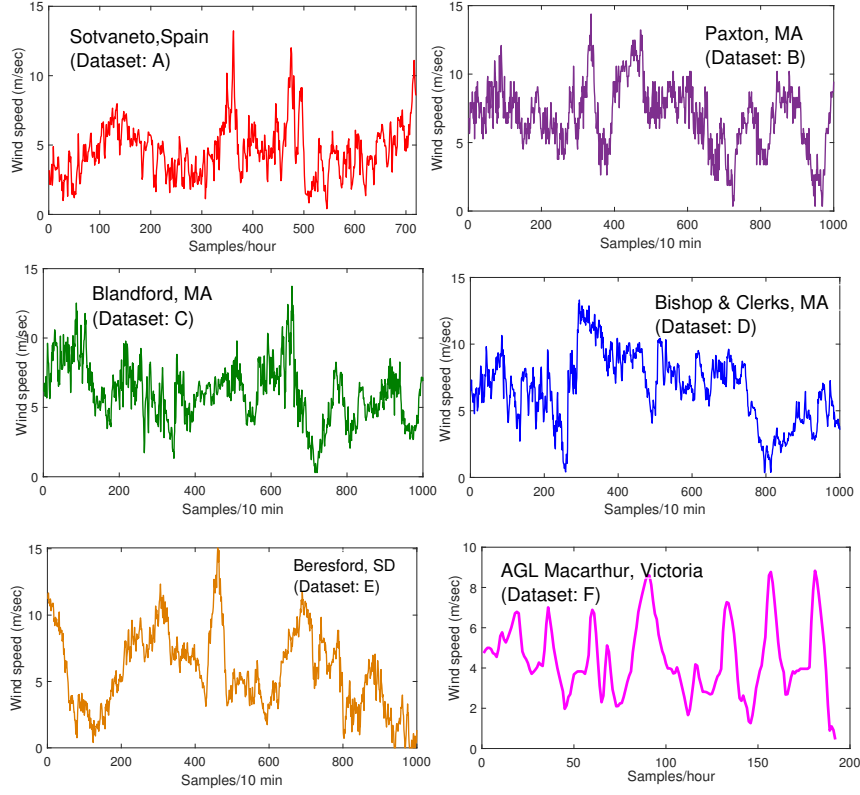 Sotvaneto,Spain
(Dataset: A)
Wind speed (m/sec)
15
10
5
0
0 100 200 300 400 500 600 700
Samples/hour
Paxton, MA
(Dataset: B)
Wind speed (m/sec)
15
10
5
0
0 200 400 600 800 1000
Samples/10 min
Blandford, MA
(Dataset: C)
Wind speed (m/sec)
15
10
5
0
0 200 400 600 800 1000
Samples/10 min
Bishop & Clerks, MA
(Dataset: D)
Wind speed (m/sec)
15
10
5
0
0 200 400 600 800 1000
Samples/10 min
Beresford, SD
(Dataset: E)
Wind speed (m/sec)
15
10
5
0
0 200 400 600 800 1000
Samples/10 min
AGL Macarthur, Victoria
(Dataset: F)
Wind speed (m/sec)
10
8
6
4
2
0
0 50 100 150 200
Samples/hour